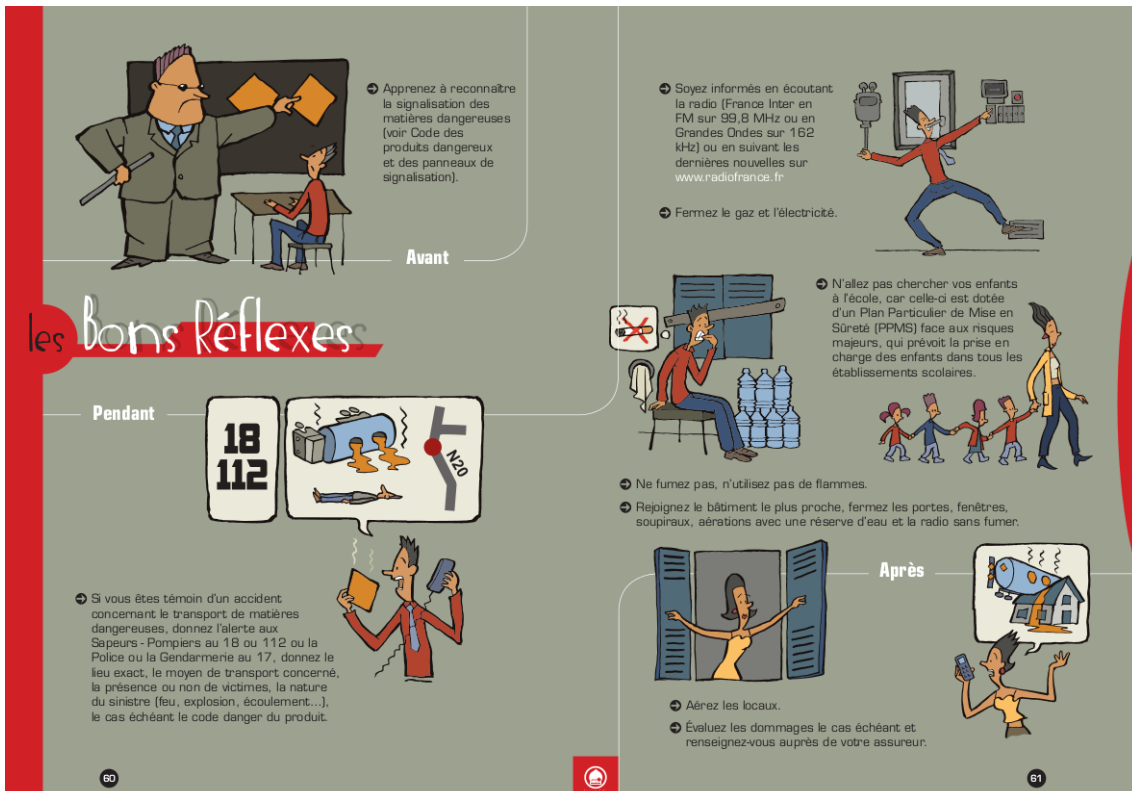 Apprenez à reconnaître
la signalisation des
matières dangereuses
(voir Code des
produits dangereux
et des panneaux de
signalisation).
Avant
les Bons Réflexes
Pendant
18
112
N20
Si vous êtes témoin d'un accident
concernant le transport de matières
dangereuses, donnez l'alerte aux
Sapeurs - Pompiers au 18 ou 112 ou la
Police ou la Gendarmerie au 17, donnez le
lieu exact, le moyen de transport concerné,
la présence ou non de victimes, la nature
du sinistre (feu, explosion, écoulement...),
le cas échéant le code danger du produit.
60
Soyez informés en écoutant
la radio (France Inter en
FM sur 99,8 MHz ou en
Grandes Ondes sur 162
kHz) ou en suivant les
dernières nouvelles sur
www.radiofrance.fr
Fermez le gaz et l'électricité.
N'allez pas chercher vos enfants
à l'école, car celle-ci est dotée
d'un Plan Particulier de Mise en
Sûreté (PPMS) face aux risques
majeurs, qui prévoit la prise en
charge des enfants dans tous les
établissements scolaires.
Ne fumez pas, n'utilisez pas de flammes.
Rejoignez le bâtiment le plus proche, fermez les portes, fenêtres,
soupiraux, aérations avec une réserve d'eau et la radio sans fumer.
Après
Aérez les locaux.
Évaluez les dommages le cas échéant et
renseignez-vous auprès de votre assureur.
61